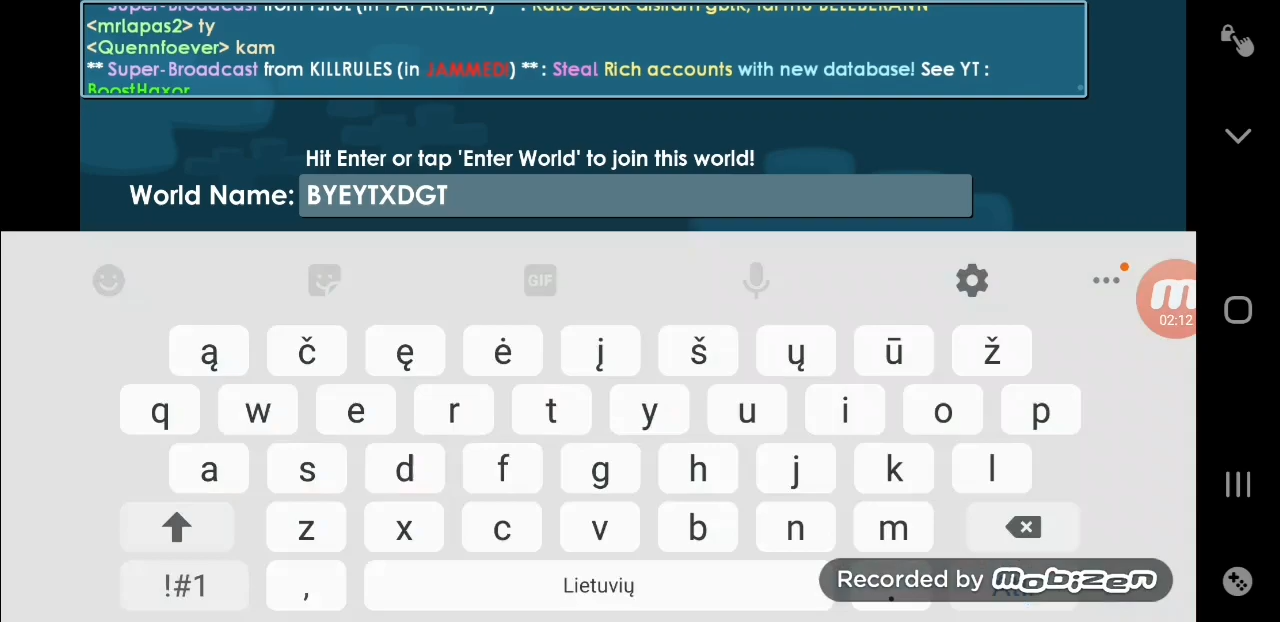 <mrlapas2> ty
<Quennfoever> kam
** Super-Broadcast from KILLRULES (in JAMMED!) ** : Steal Rich accounts with new database! See YT :
BoostHaxor
Hit Enter or tap 'Enter World' to join this world!
World Name: BYEYTXDGT
GIF
02:12
ą č ę ė į š ų ū ž
q w e r t y u i o p
a s d f g h j k l
z x c v b n m
!#1 , Lietuvių .
Recorded by mobizen